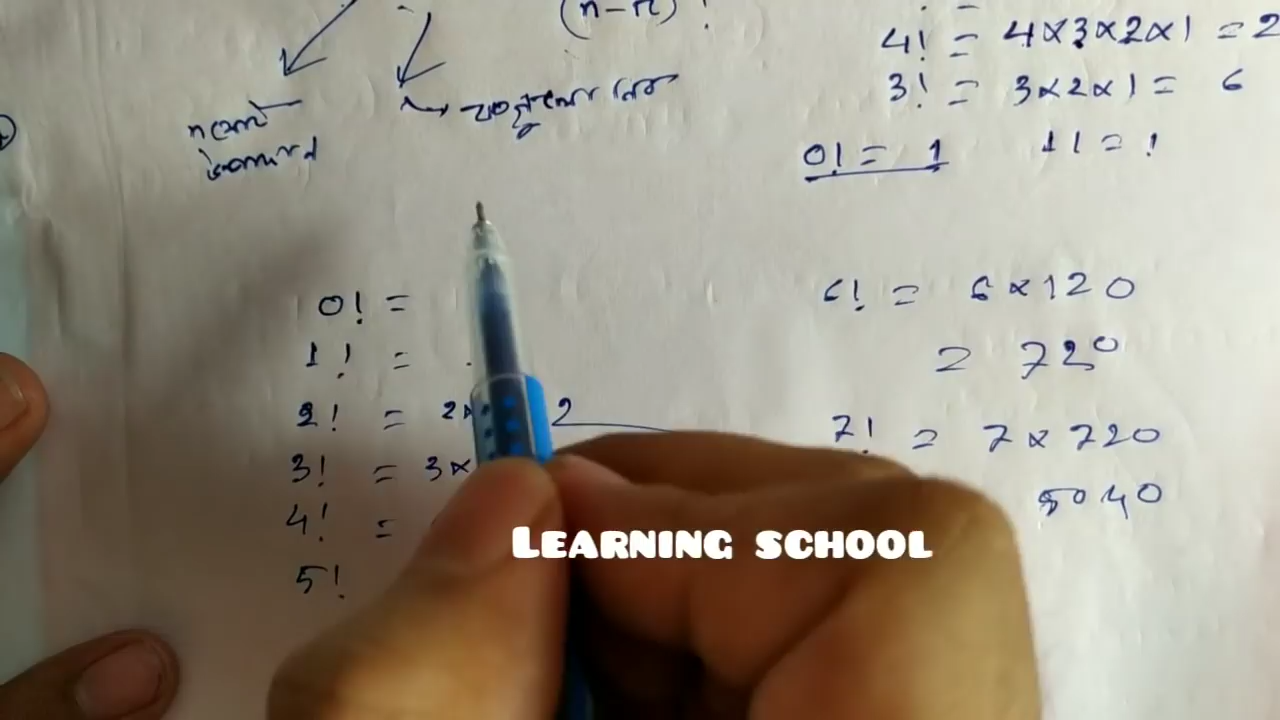 (n-r)!
4! = 4×3×2×1 = 2
3! = 3×2×1 = 6
0! = 1 1! = !
0! =
1! =
2! = 2× 2
3! = 3×
4! =
5!
6! = 6×120
= 720
7! = 7×720
5040
LEARNING SCHOOL